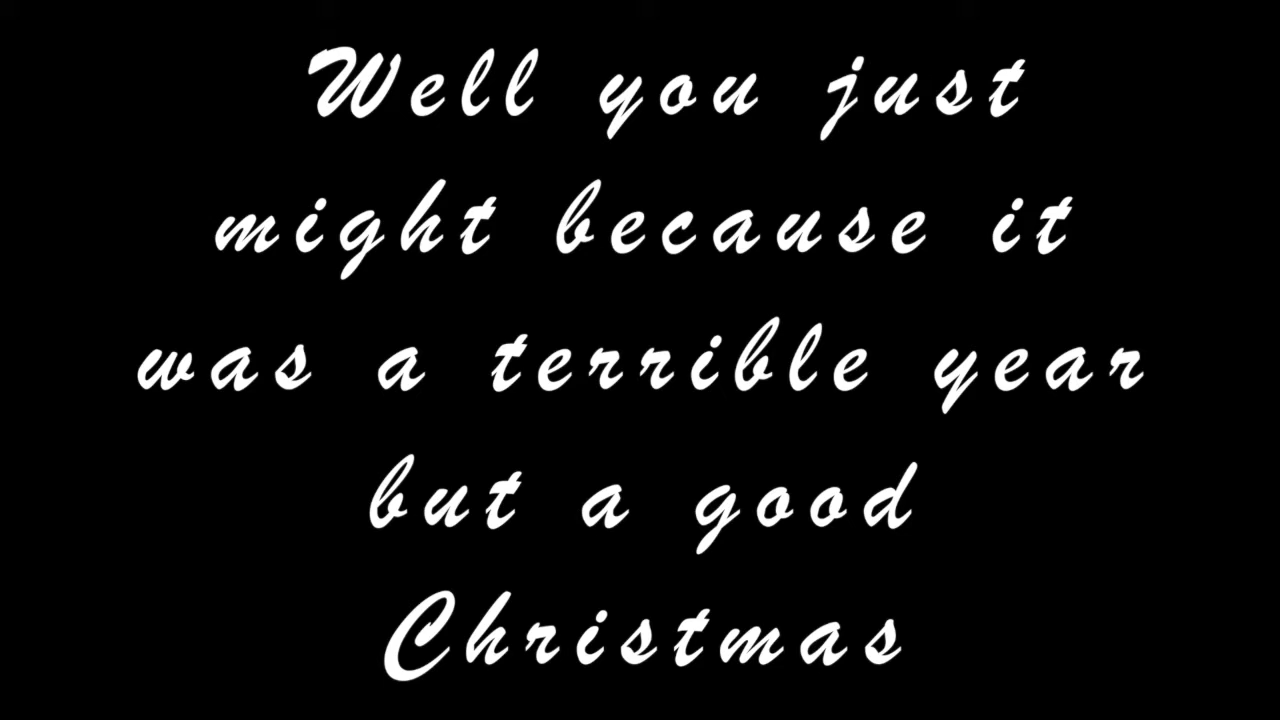 Well you just
might because it
was a terrible year
but a good
Christmas